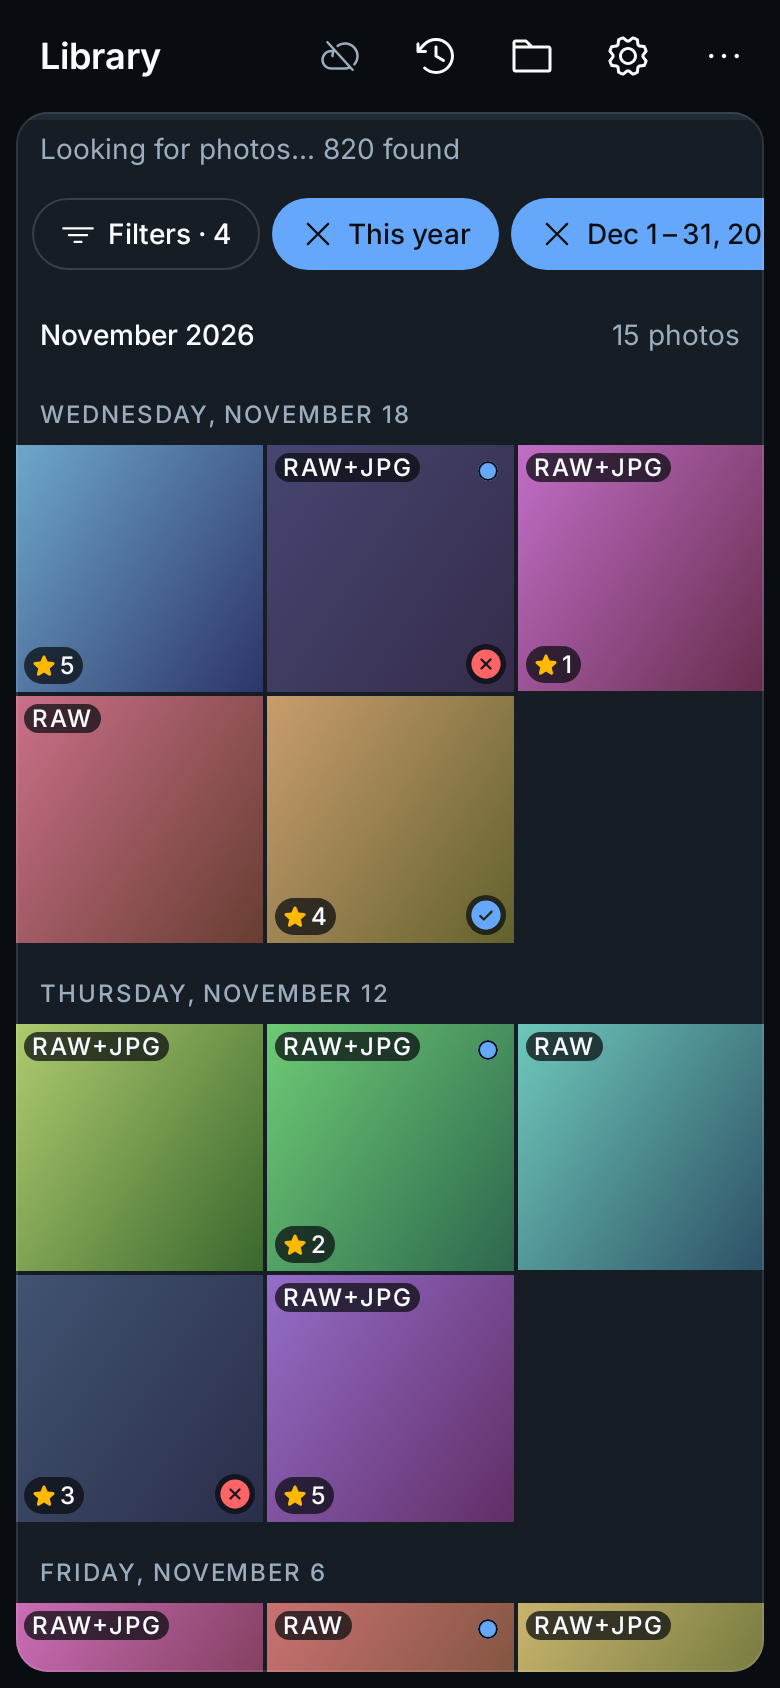 Library
Looking for photos... 820 found
Filters · 4
This year
Dec 1 – 31, 20
November 2026
15 photos
WEDNESDAY, NOVEMBER 18
RAW+JPG
RAW+JPG
5
1
RAW
4
THURSDAY, NOVEMBER 12
RAW+JPG
RAW+JPG
RAW
2
RAW+JPG
3
5
FRIDAY, NOVEMBER 6
RAW+JPG
RAW
RAW+JPG